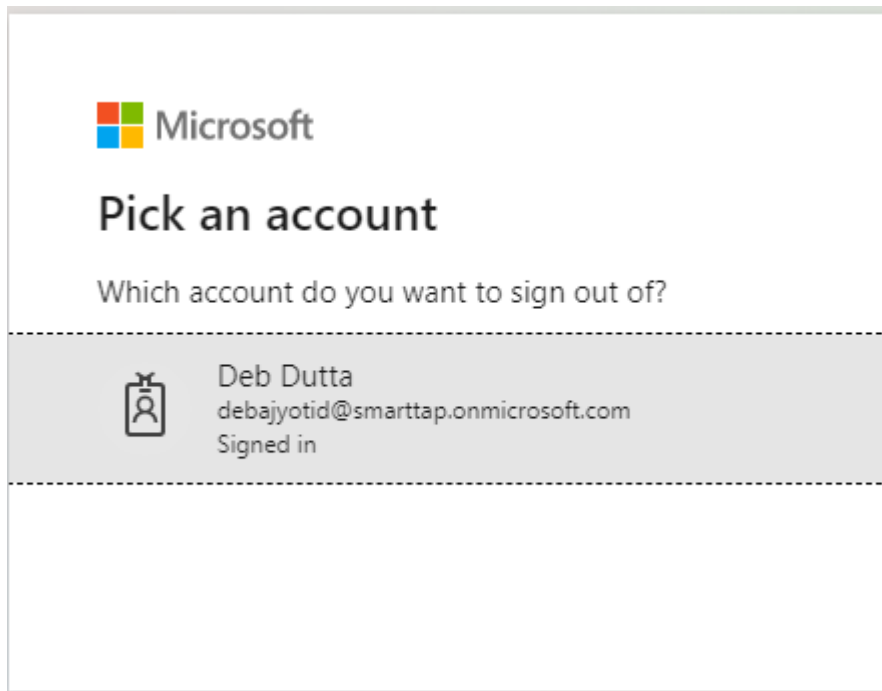 Microsoft
Pick an account
Which account do you want to sign out of?
Deb Dutta
debajyotid@smarttap.onmicrosoft.com
Signed in